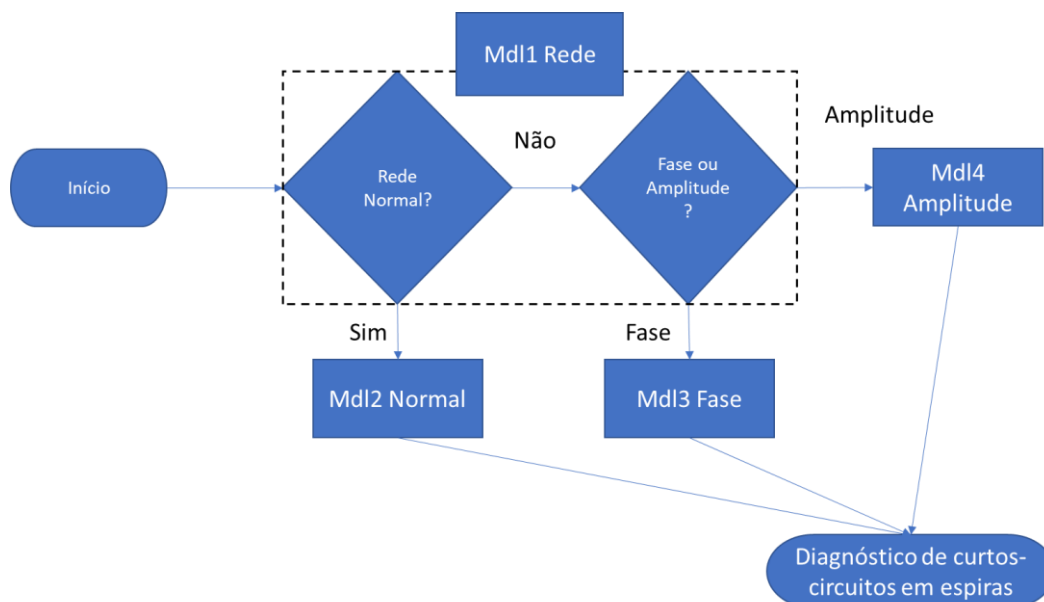 Mdl1 Rede
Amplitude
Não
Início
Rede
Normal?
Fase ou
Amplitude
?
Mdl4
Amplitude
Sim
Fase
Mdl2 Normal
Mdl3 Fase
Diagnóstico de curtos-
circuitos em espiras